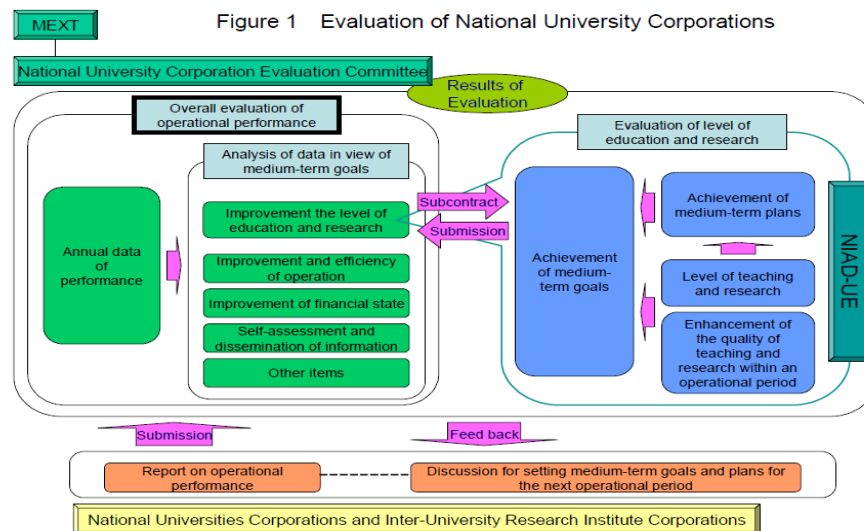 MEXT
Figure 1 Evaluation of National University Corporations
National University Corporation Evaluation Committee
Results of
Evaluation
Overall evaluation of
operational performance
Analysis of data in view of
medium-term goals
Annual data
of
performance
Improvement the level of
education and research
Improvement and efficiency
of operation
Improvement of financial state
Self-assessment and
dissemination of information
Other items
Subcontract
Submission
Evaluation of level of
education and research
Achievement
of medium-
term goals
Achievement of
medium-term plans
Level of teaching
and research
Enhancement of
the quality of
teaching and
research within an
operational period
NIAD-UE
Submission
Feed back
Report on operational
performance
Discussion for setting medium-term goals and plans for
the next operational period
National Universities Corporations and Inter-University Research Institute Corporations